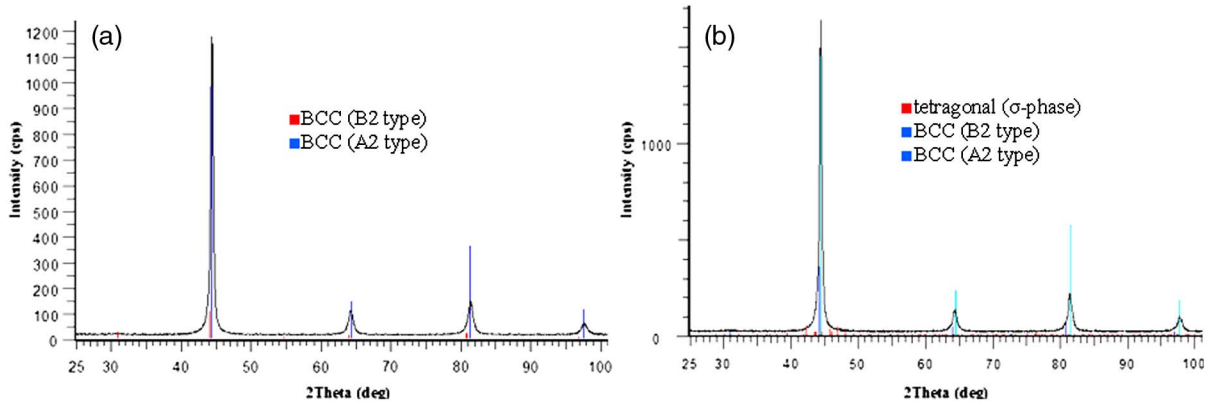 (a)
1200
1100
1000
900
800
700
600
500
400
300
200
100
0
Intensity (cps)
BCC (B2 type)
BCC (A2 type)
25 30 40 50 60 70 80 90 100
2Theta (deg)
(b)
1000
0
Intensity (cps)
tetragonal (σ-phase)
BCC (B2 type)
BCC (A2 type)
25 30 40 50 60 70 80 90 100
2Theta (deg)